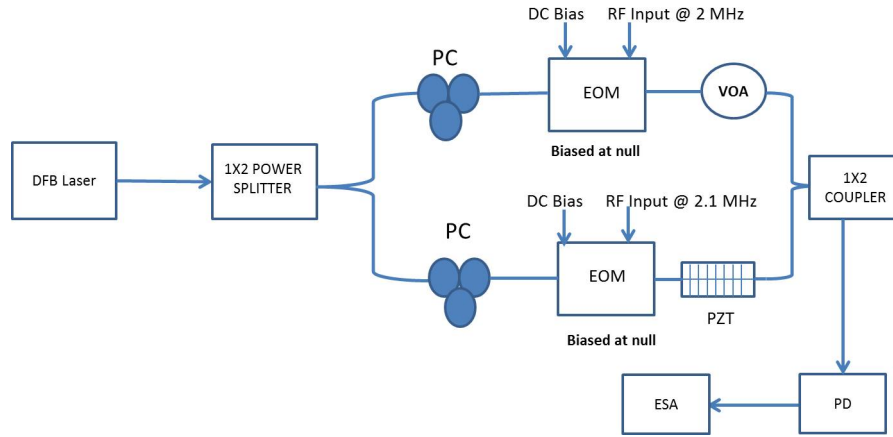 DC Bias
RF Input @ 2 MHz
PC
EOM
VOA
Biased at null
DFB Laser
1X2 POWER
SPLITTER
1X2
COUPLER
DC Bias
RF Input @ 2.1 MHz
PC
EOM
PZT
Biased at null
ESA
PD